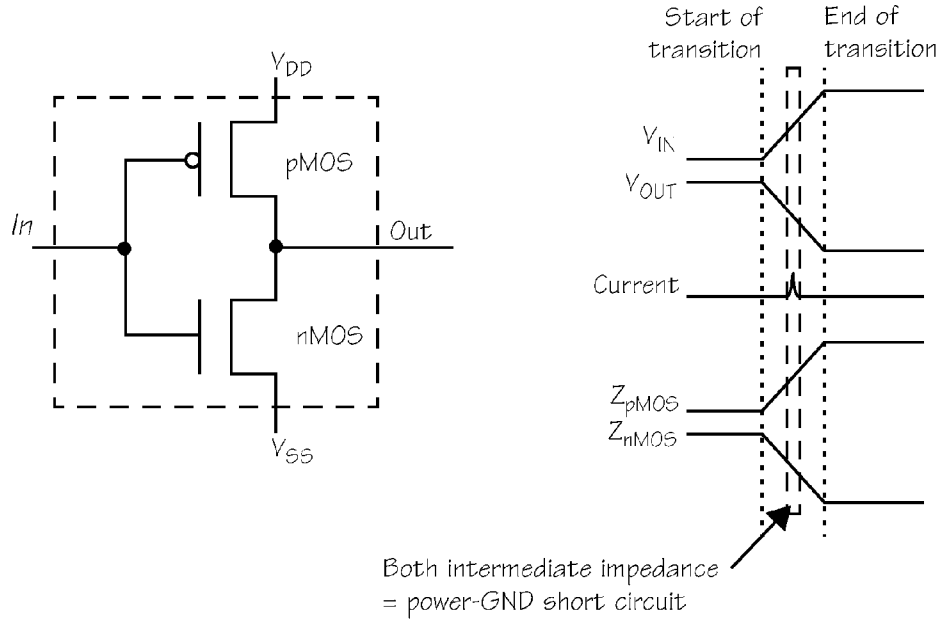 V_DD
pMOS
In
Out
nMOS
V_SS
Start of
transition
End of
transition
V_IN
V_OUT
Current
Z_pMOS
Z_nMOS
Both intermediate impedance
= power-GND short circuit